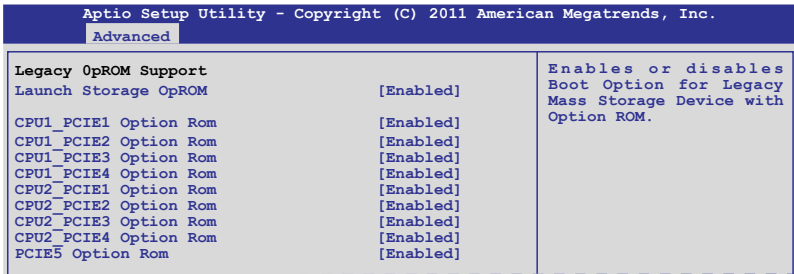 Aptio Setup Utility - Copyright (C) 2011 American Megatrends, Inc.
Advanced
Legacy 0pROM Support
Launch Storage OpROM [Enabled]
CPU1_PCIE1 Option Rom [Enabled]
CPU1_PCIE2 Option Rom [Enabled]
CPU1_PCIE3 Option Rom [Enabled]
CPU1_PCIE4 Option Rom [Enabled]
CPU2_PCIE1 Option Rom [Enabled]
CPU2_PCIE2 Option Rom [Enabled]
CPU2_PCIE3 Option Rom [Enabled]
CPU2_PCIE4 Option Rom [Enabled]
PCIE5 Option Rom [Enabled]
Enables or disables
Boot Option for Legacy
Mass Storage Device with
Option ROM.